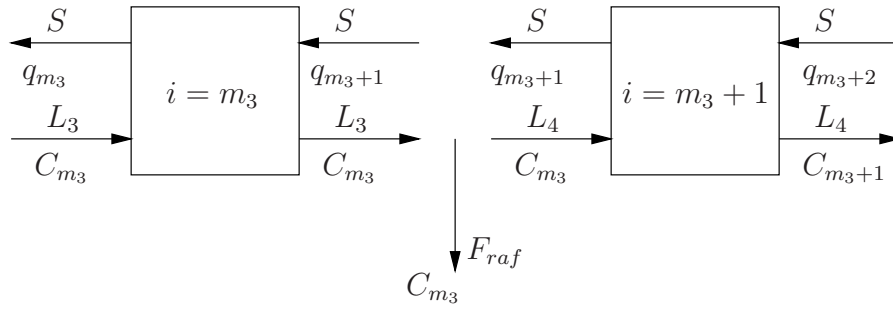 S S S S
q_{m_3} q_{m_3+1} q_{m_3+1} q_{m_3+2}
i = m_3 i = m_3 + 1
L_3 L_3 L_4 L_4
C_{m_3} C_{m_3} C_{m_3} C_{m_3+1}
F_{raf}
C_{m_3}